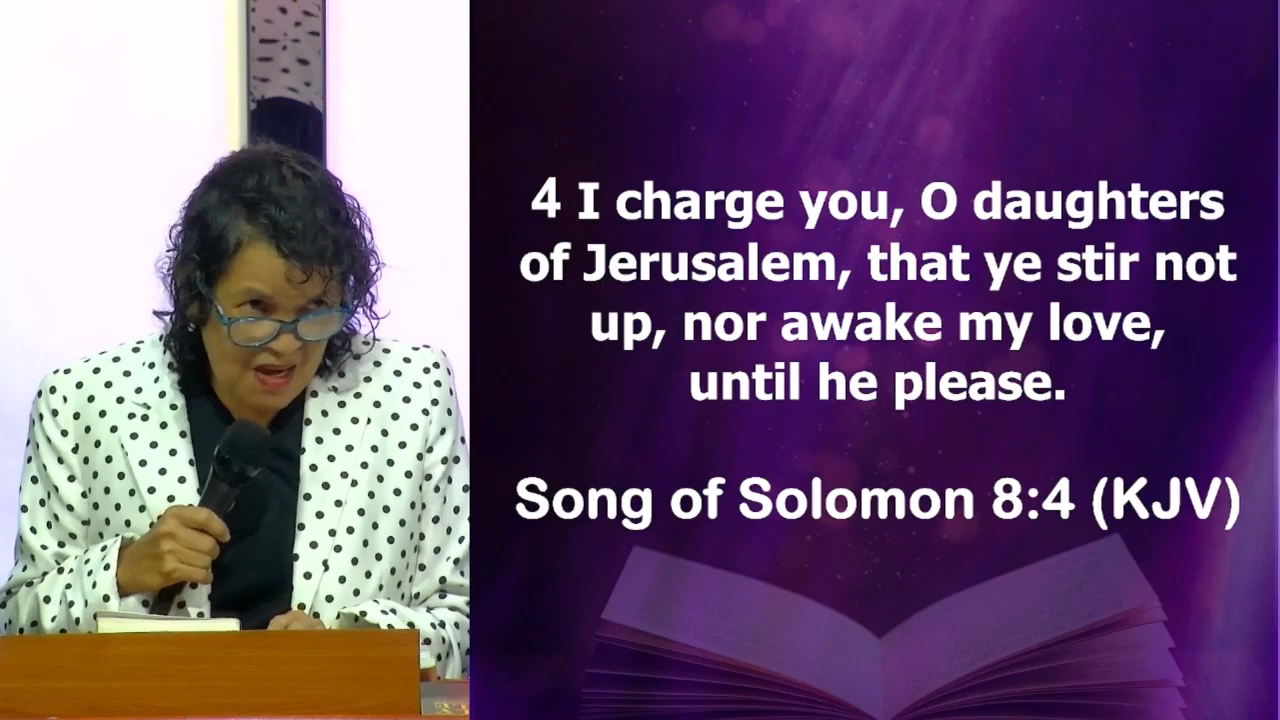 4 I charge you, O daughters
of Jerusalem, that ye stir not
up, nor awake my love,
until he please.
Song of Solomon 8:4 (KJV)